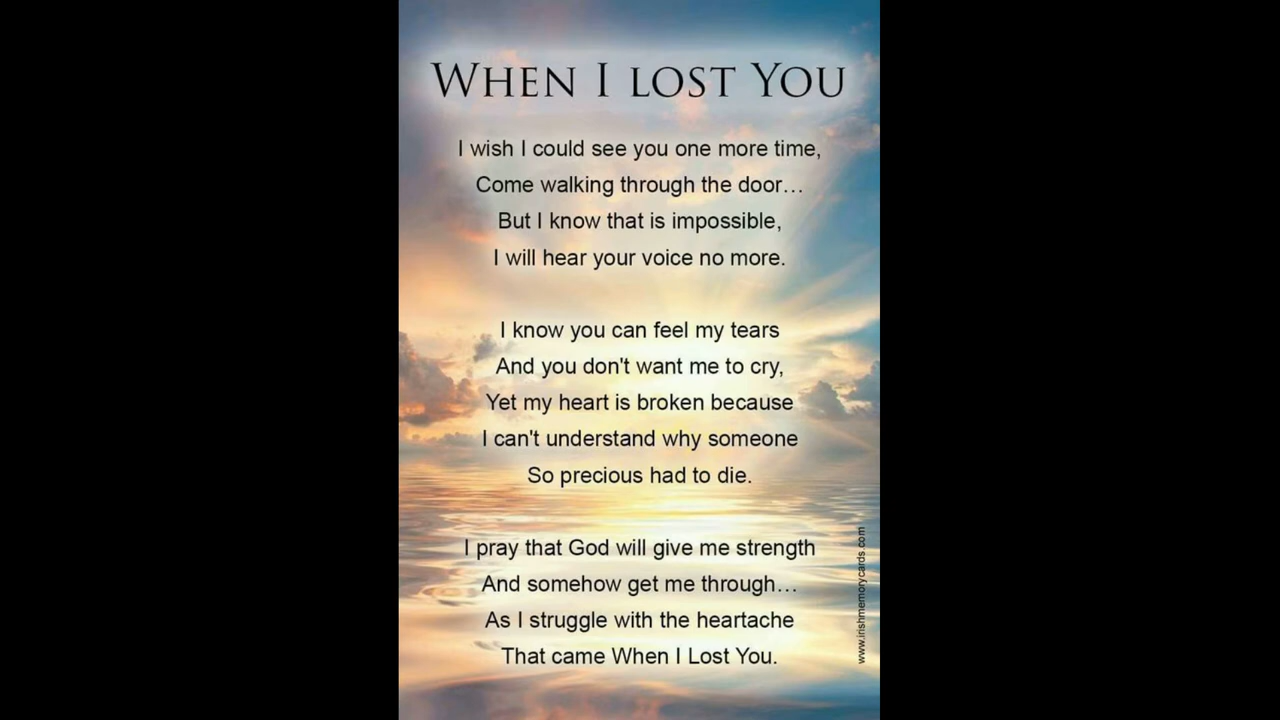 WHEN I LOST YOU
I wish I could see you one more time,
Come walking through the door…
But I know that is impossible,
I will hear your voice no more.
I know you can feel my tears
And you don't want me to cry,
Yet my heart is broken because
I can't understand why someone
So precious had to die.
I pray that God will give me strength
And somehow get me through…
As I struggle with the heartache
That came When I Lost You.
www.irishmemorycards.com